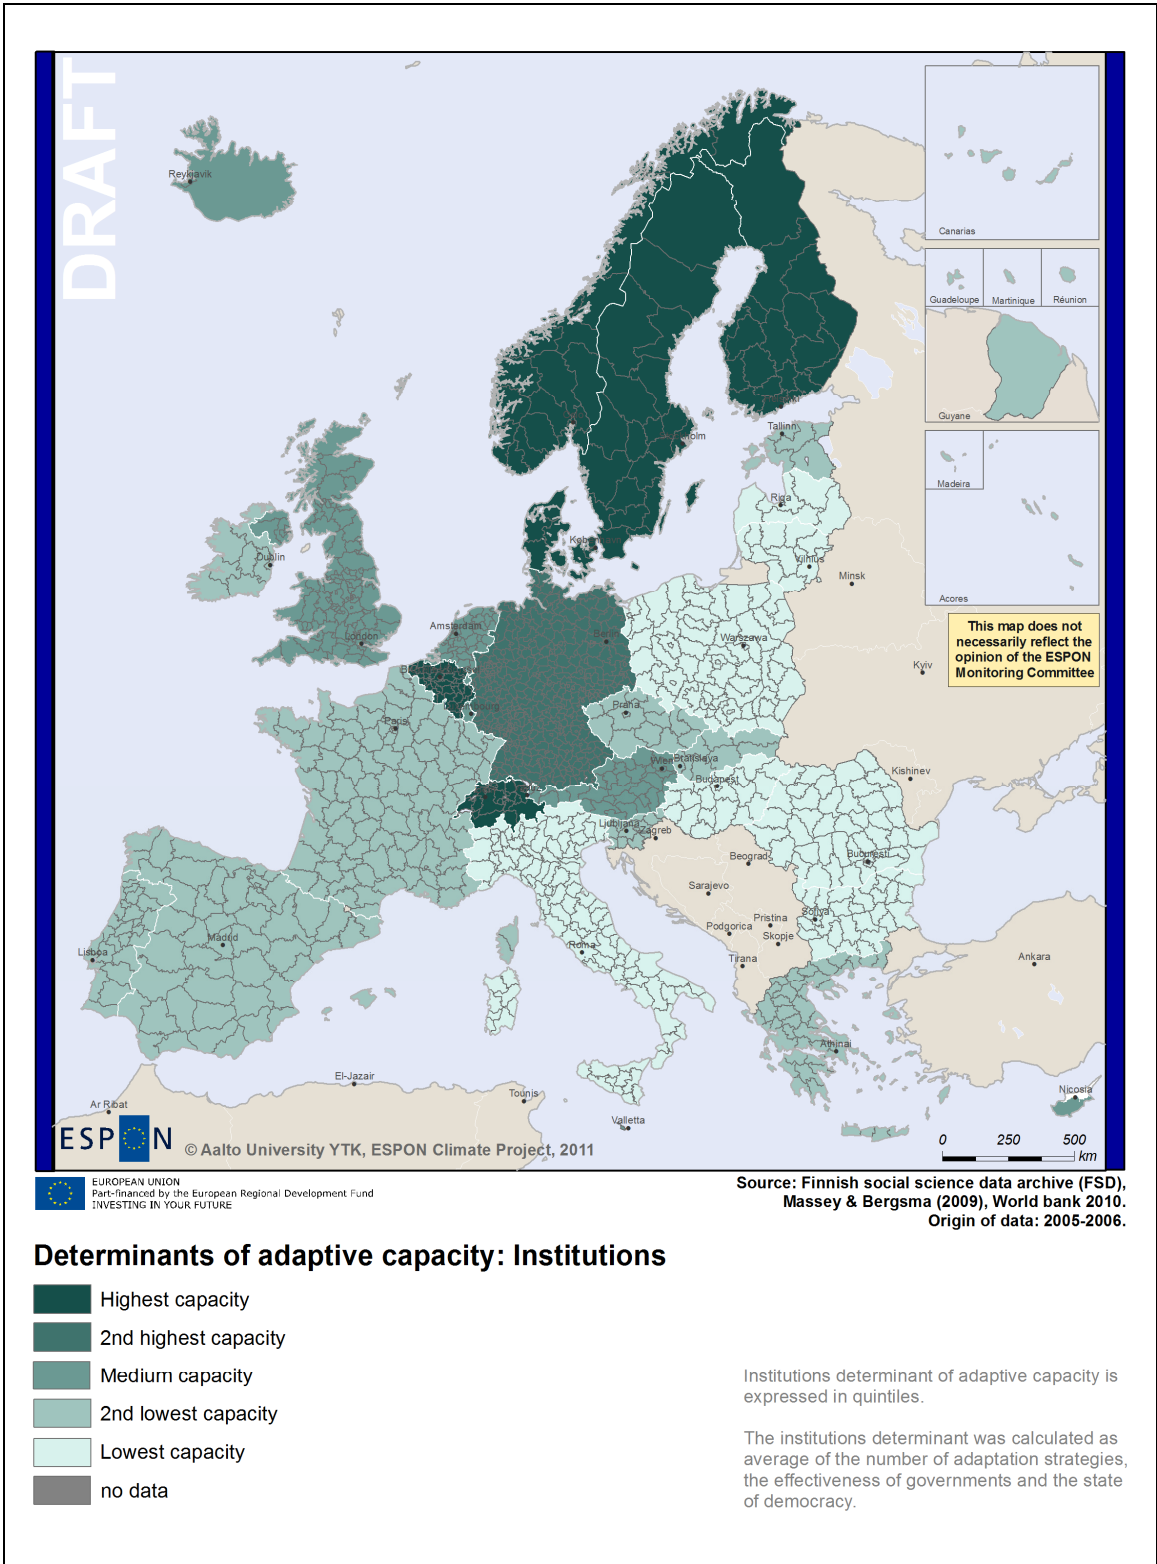 DRAFT
Reykjavik
Canarias
Guadeloupe
Martinique
Réunion
Guyane
Madeira
Acores
This map does not
necessarily reflect the
opinion of the ESPON
Monitoring Committee
Tallinn
Riga
Vilnius
Minsk
København
Dublin
London
Amsterdam
Berlin
Warszawa
Kyiv
Paris
Praha
Wien
Bratislava
Budapest
Kishinev
Ljubljana
Zagreb
Beograd
Bucuresti
Sarajevo
Sofiya
Podgorica
Pristina
Skopje
Tirana
Roma
Madrid
Lisboa
Ankara
Athinai
Nicosia
El-Jazair
Tounis
Ar Ribat
Valletta
ESPON
© Aalto University YTK, ESPON Climate Project, 2011
0 250 500
km
EUROPEAN UNION
Part-financed by the European Regional Development Fund
INVESTING IN YOUR FUTURE
Source: Finnish social science data archive (FSD),
Massey & Bergsma (2009), World bank 2010.
Origin of data: 2005-2006.
Determinants of adaptive capacity: Institutions
Highest capacity
2nd highest capacity
Medium capacity
2nd lowest capacity
Lowest capacity
no data
Institutions determinant of adaptive capacity is
expressed in quintiles.
The institutions determinant was calculated as
average of the number of adaptation strategies,
the effectiveness of governments and the state
of democracy.